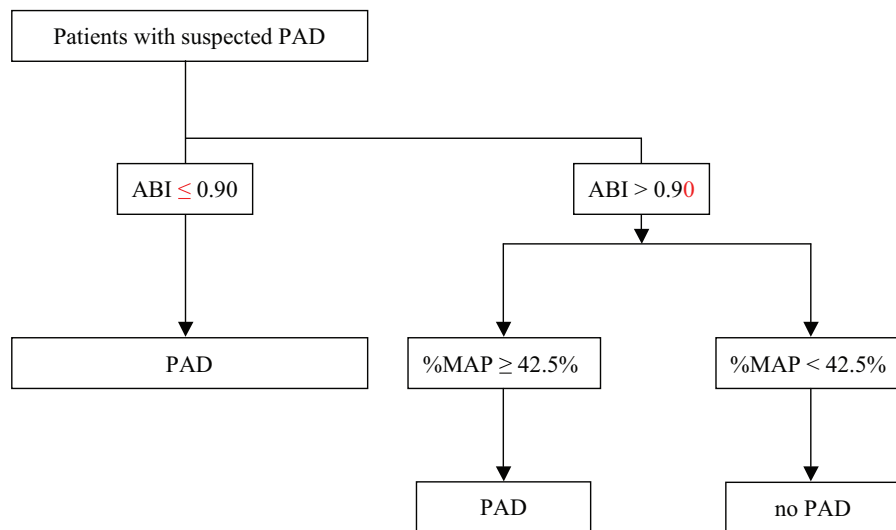 Patients with suspected PAD
ABI ≤ 0.90
ABI > 0.90
PAD
%MAP ≥ 42.5%
%MAP < 42.5%
PAD
no PAD